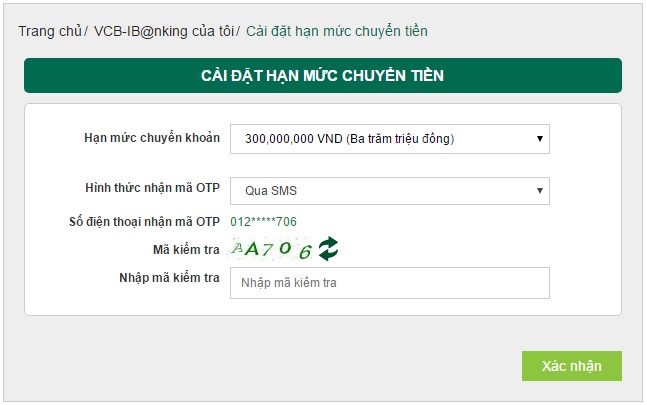 Trang chủ/ VCB-IB@nking của tôi/ Cài đặt hạn mức chuyển tiền
CÀI ĐẶT HẠN MỨC CHUYỂN TIỀN
Hạn mức chuyển khoản 300,000,000 VND (Ba trăm triệu đồng)
Hình thức nhận mã OTP Qua SMS
Số điện thoại nhận mã OTP 012*****706
Mã kiểm tra AA706
Nhập mã kiểm tra Nhập mã kiểm tra
Xác nhận